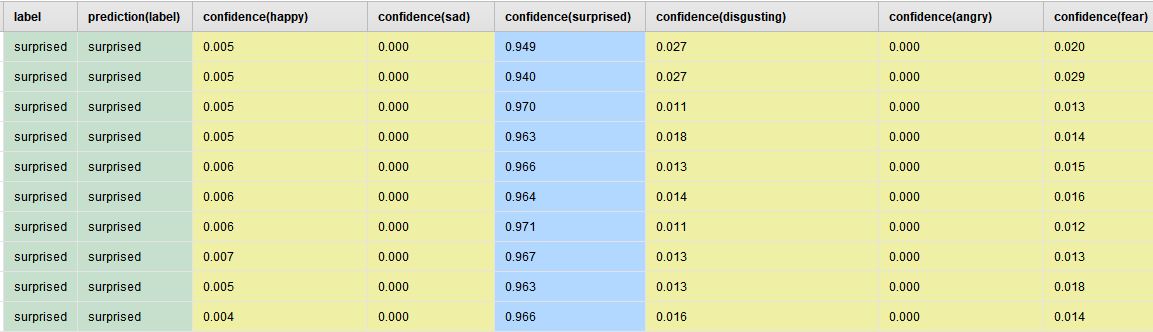 label prediction(label) confidence(happy) confidence(sad) confidence(surprised) confidence(disgusting) confidence(angry) confidence(fear)
surprised surprised 0.005 0.000 0.949 0.027 0.000 0.020
surprised surprised 0.005 0.000 0.940 0.027 0.000 0.029
surprised surprised 0.005 0.000 0.970 0.011 0.000 0.013
surprised surprised 0.005 0.000 0.963 0.018 0.000 0.014
surprised surprised 0.006 0.000 0.966 0.013 0.000 0.015
surprised surprised 0.006 0.000 0.964 0.014 0.000 0.016
surprised surprised 0.006 0.000 0.971 0.011 0.000 0.012
surprised surprised 0.007 0.000 0.967 0.013 0.000 0.013
surprised surprised 0.005 0.000 0.963 0.013 0.000 0.018
surprised surprised 0.004 0.000 0.966 0.016 0.000 0.014